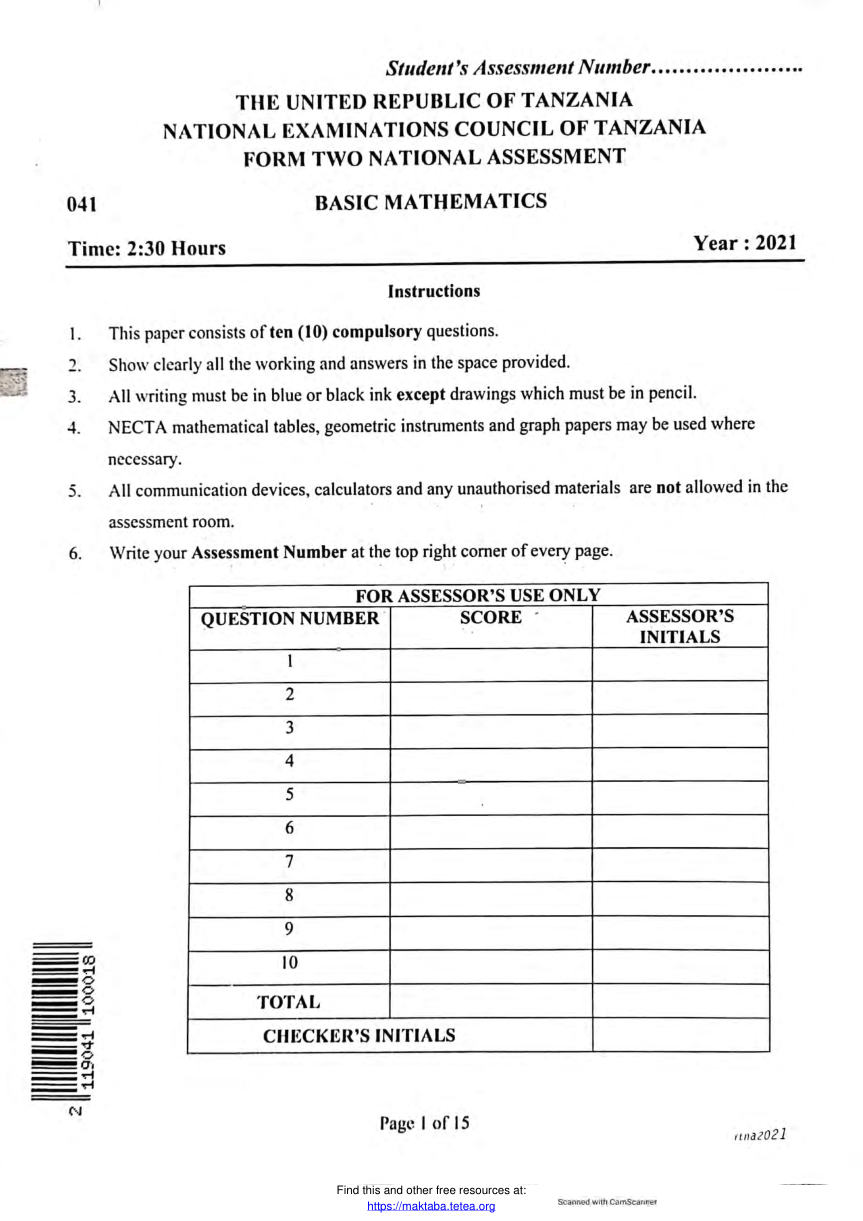 Student's Assessment Number......................
THE UNITED REPUBLIC OF TANZANIA
NATIONAL EXAMINATIONS COUNCIL OF TANZANIA
FORM TWO NATIONAL ASSESSMENT
041 BASIC MATHEMATICS
Time: 2:30 Hours Year : 2021
Instructions
1. This paper consists of ten (10) compulsory questions.
2. Show clearly all the working and answers in the space provided.
3. All writing must be in blue or black ink except drawings which must be in pencil.
4. NECTA mathematical tables, geometric instruments and graph papers may be used where
necessary.
5. All communication devices, calculators and any unauthorised materials are not allowed in the
assessment room.
6. Write your Assessment Number at the top right corner of every page.
FOR ASSESSOR'S USE ONLY
QUESTION NUMBER SCORE ASSESSOR'S
INITIALS
1
2
3
4
5
6
7
8
9
10
TOTAL
CHECKER'S INITIALS
2 119041 100018
Page 1 of 15
ftna2021
Find this and other free resources at:
https://maktaba.tetea.org
Scanned with CamScanner